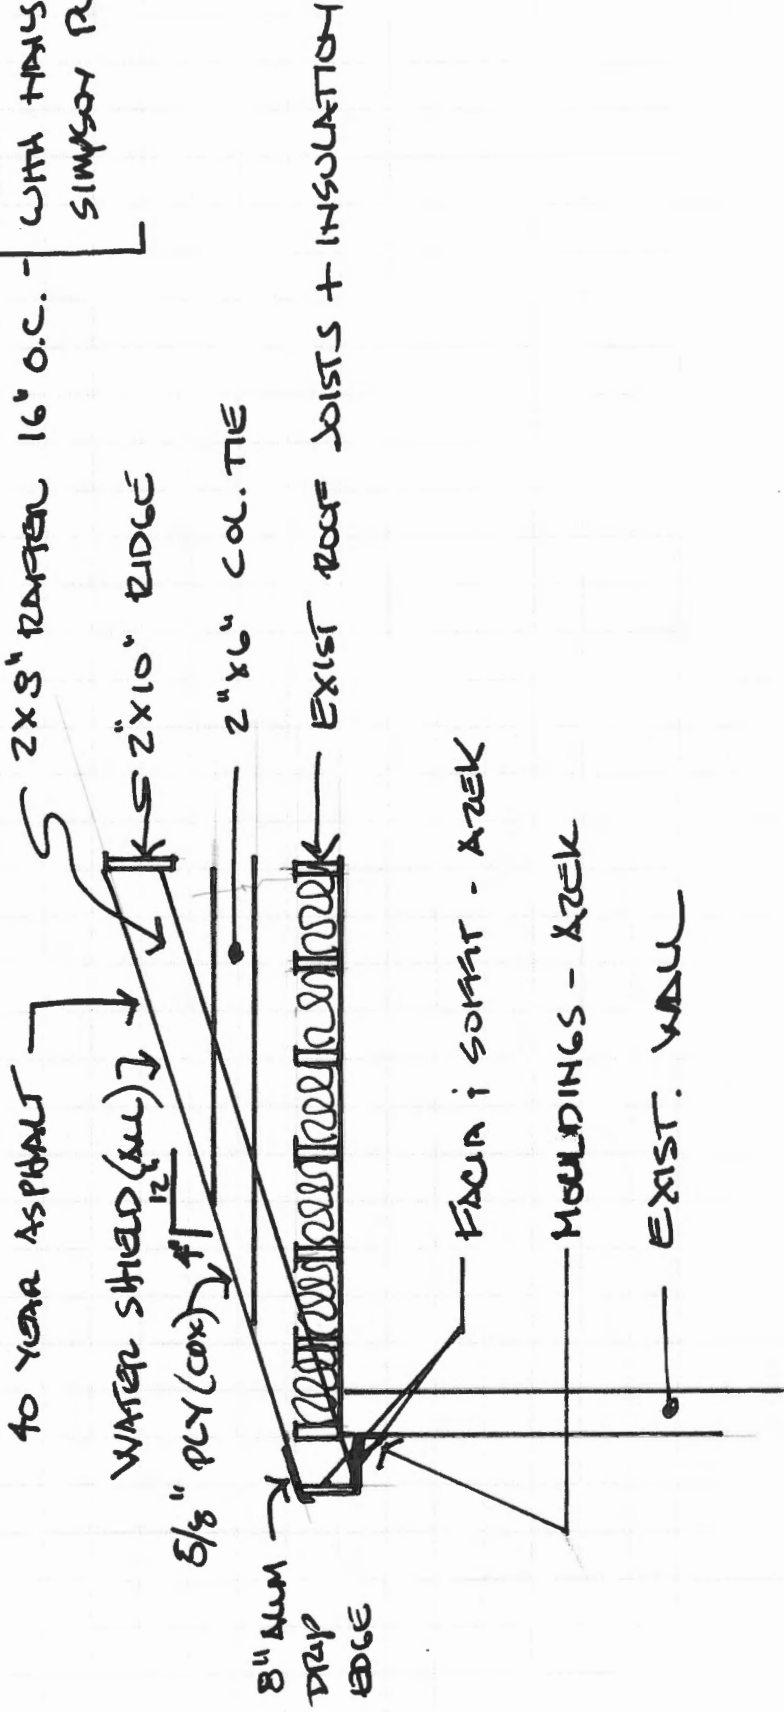 40 YEAR ASPHALT
2X8" RAFTER 16" O.C. - WITH
SIMPSON
WATER SHIELD (ALL)
2"X10" RIDGE
12"
4"
5/8" PLY (CDX)
2"X6" COL. TIE
8" ALUM
DRIP
EDGE
EXIST ROOF JOISTS + INSULATION
FACIA & SOFFIT - AZEK
MOULDINGS - AZEK
EXIST. WALL